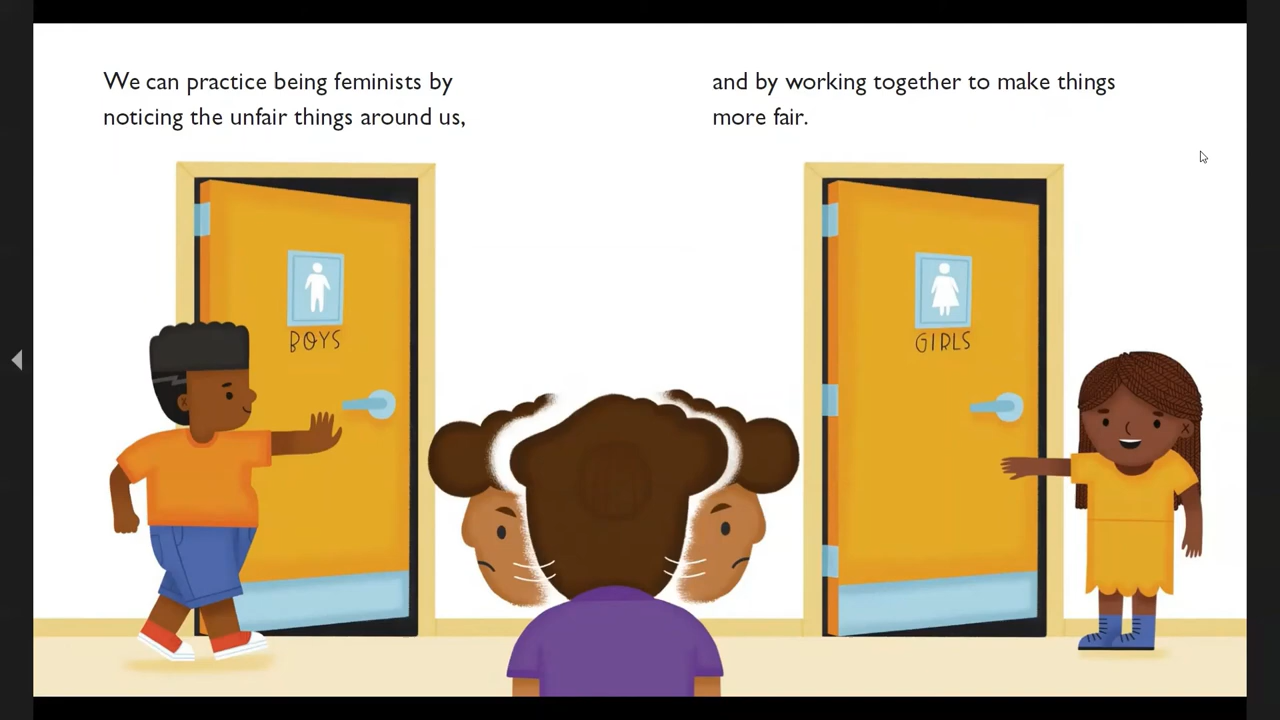 We can practice being feminists by
noticing the unfair things around us,
and by working together to make things
more fair.
BOYS
GIRLS